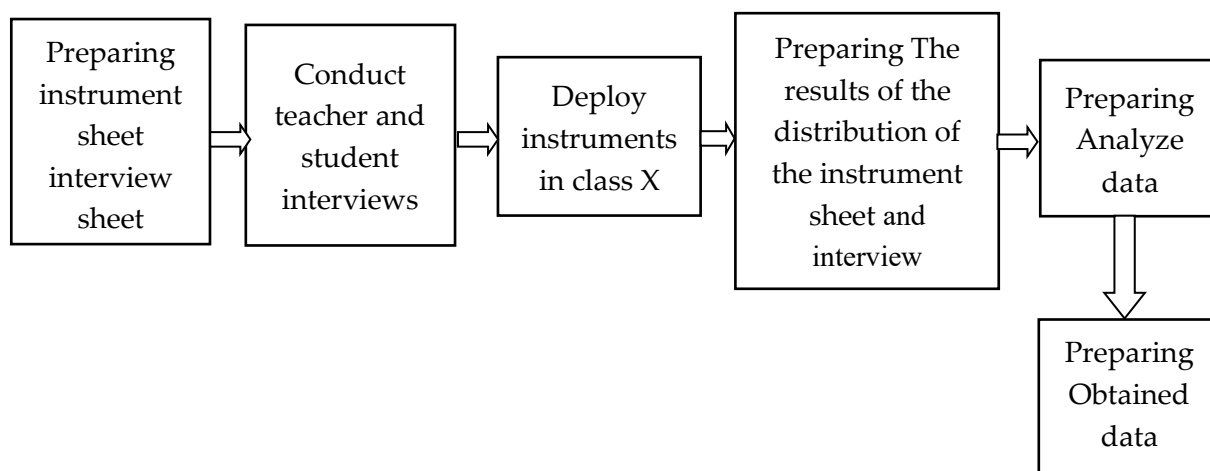 Preparing
instrument
sheet
interview
sheet
Conduct
teacher and
student
interviews
Deploy
instruments
in class X
Preparing The
results of the
distribution of
the instrument
sheet and
interview
Preparing
Analyze
data
Preparing
Obtained
data